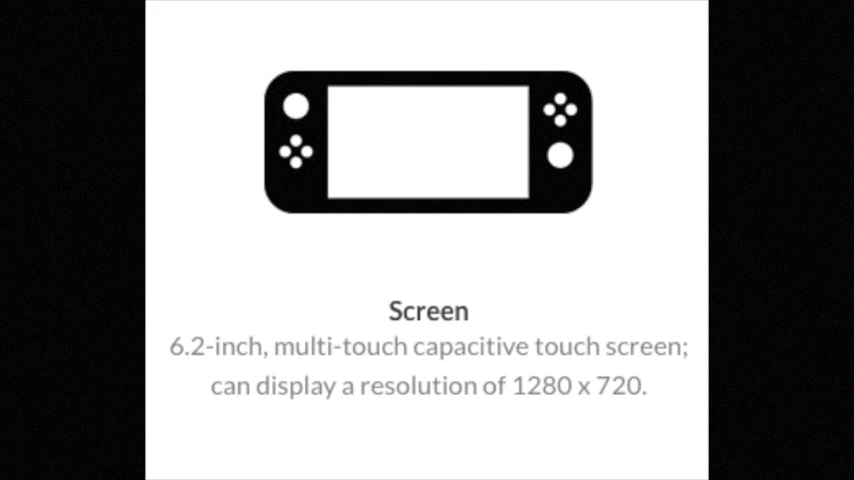 Screen
6.2-inch, multi-touch capacitive touch screen;
can display a resolution of 1280 x 720.